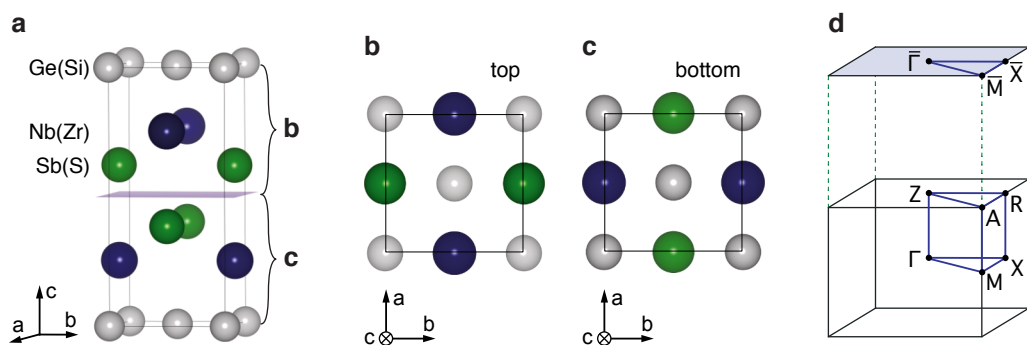 a
Ge(Si)
Nb(Zr)
Sb(S)
b
c
c
a
b
b
top
a
c
b
c
bottom
a
c
b
d
Γ̅
X̅
M̅
Z
R
A
Γ
X
M